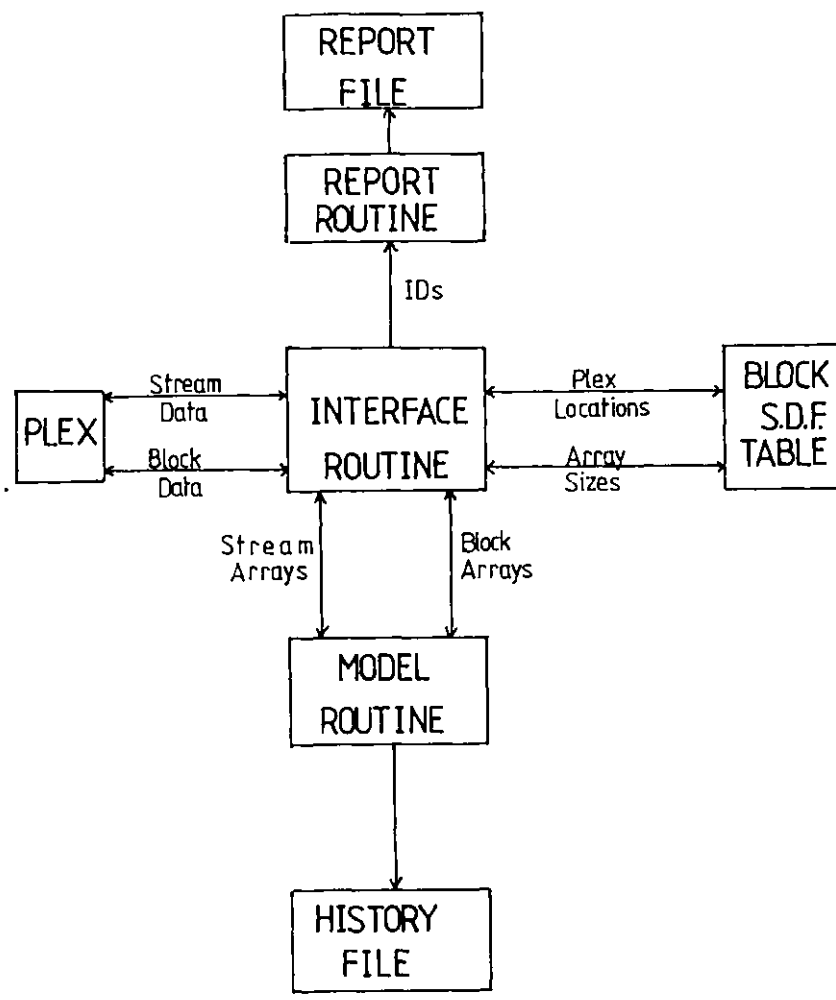 REPORT
FILE
REPORT
ROUTINE
IDs
Stream
Data
PLEX
Block
Data
INTERFACE
ROUTINE
Plex
Locations
Array
Sizes
BLOCK
S.D.F.
TABLE
Stream
Arrays
Block
Arrays
MODEL
ROUTINE
HISTORY
FILE